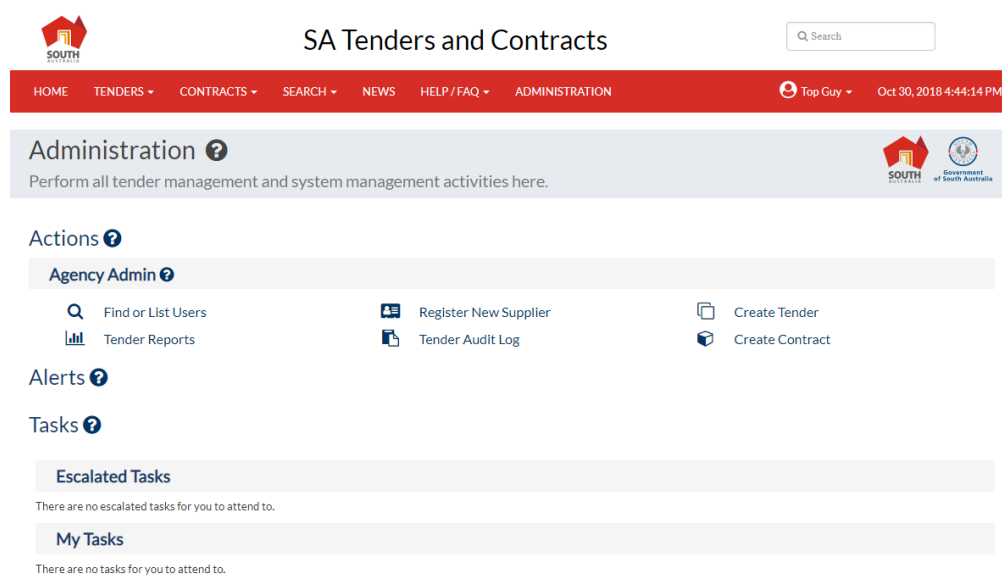 SOUTH
AUSTRALIA
SA Tenders and Contracts
Search
HOME TENDERS CONTRACTS SEARCH NEWS HELP / FAQ ADMINISTRATION Top Guy Oct 30, 2018 4:44:14 PM
Administration ?
Perform all tender management and system management activities here.
SOUTH
AUSTRALIA
Government
of South Australia
Actions ?
Agency Admin ?
Find or List Users Register New Supplier Create Tender
Tender Reports Tender Audit Log Create Contract
Alerts ?
Tasks ?
Escalated Tasks
There are no escalated tasks for you to attend to.
My Tasks
There are no tasks for you to attend to.